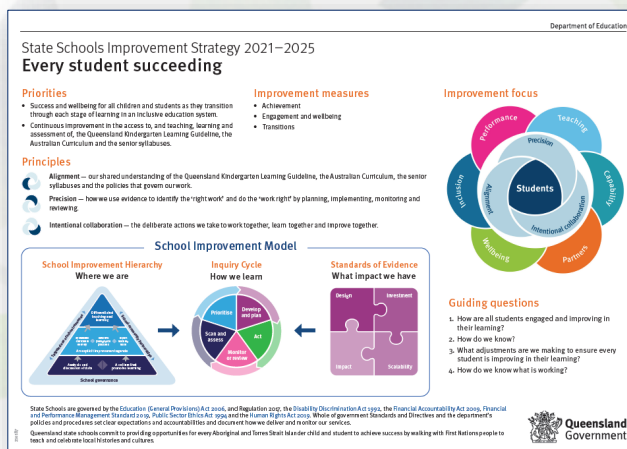 Department of Education
State Schools Improvement Strategy 2021–2025
Every student succeeding
Priorities
• Success and wellbeing for all children and students as they transition
through each stage of learning in an inclusive education system.
• Continuous improvement in the access to, and teaching, learning and
assessment of, the Queensland Kindergarten Learning Guideline, the
Australian Curriculum and the senior syllabuses.
Improvement measures
• Achievement
• Engagement and wellbeing
• Transitions
Principles
Alignment — our shared understanding of the Queensland Kindergarten Learning Guideline, the Australian Curriculum, the senior
syllabuses and the policies that govern our work.
Precision — how we use evidence to identify the 'right work' and do the 'work right' by planning, implementing, monitoring and
reviewing.
Intentional collaboration — the deliberate actions we take to work together, learn together and improve together.
Improvement focus
Performance
Teaching
Capability
Partners
Wellbeing
Inclusion
Precision
Alignment
Intentional collaboration
Students
School Improvement Model
School Improvement Hierarchy
Where we are
School governance
Inquiry Cycle
How we learn
Prioritise
Develop
and plan
Act
Monitor
or review
Scan and
assess
Standards of Evidence
What impact we have
Design
Investment
Impact
Scalability
Guiding questions
1. How are all students engaged and improving in
their learning?
2. How do we know?
3. What adjustments are we making to ensure every
student is improving in their learning?
4. How do we know what is working?
State Schools are governed by the Education (General Provisions) Act 2006, and Regulation 2017, the Disability Discrimination Act 1992, the Financial Accountability Act 2009, Financial
and Performance Management Standard 2019, Public Sector Ethics Act 1994 and the Human Rights Act 2019. Whole of government Standards and Directives and the department's
policies and procedures set clear expectations and accountabilities and document how we deliver and monitor our services.
Queensland state schools commit to providing opportunities for every Aboriginal and Torres Strait Islander child and student to achieve success by walking with First Nations people to
teach and celebrate local histories and cultures.
Queensland
Government